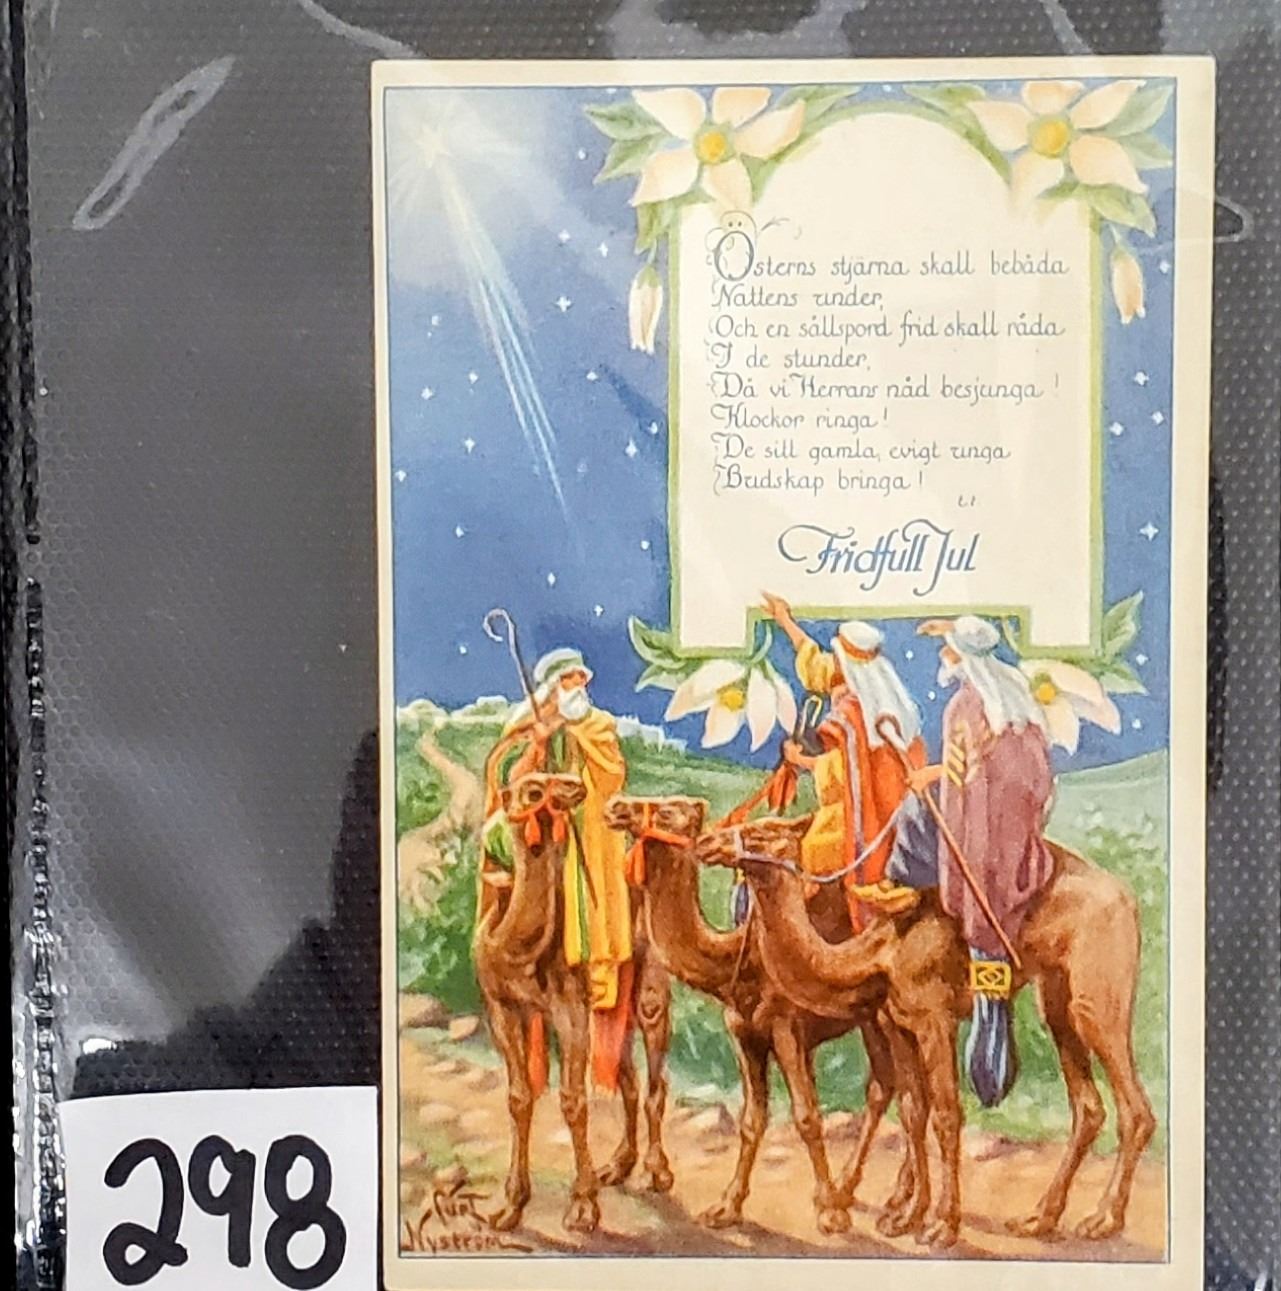 Österns stjärna skall bebåda
Nattens under,
Och en sällspord frid skall råda
I de stunder,
Då vi Herrans nåd besjunga!
Klockor ringa!
De sill gamla, evigt unga
Budskap bringa!
Fridfull Jul
Curt
Nyström
298